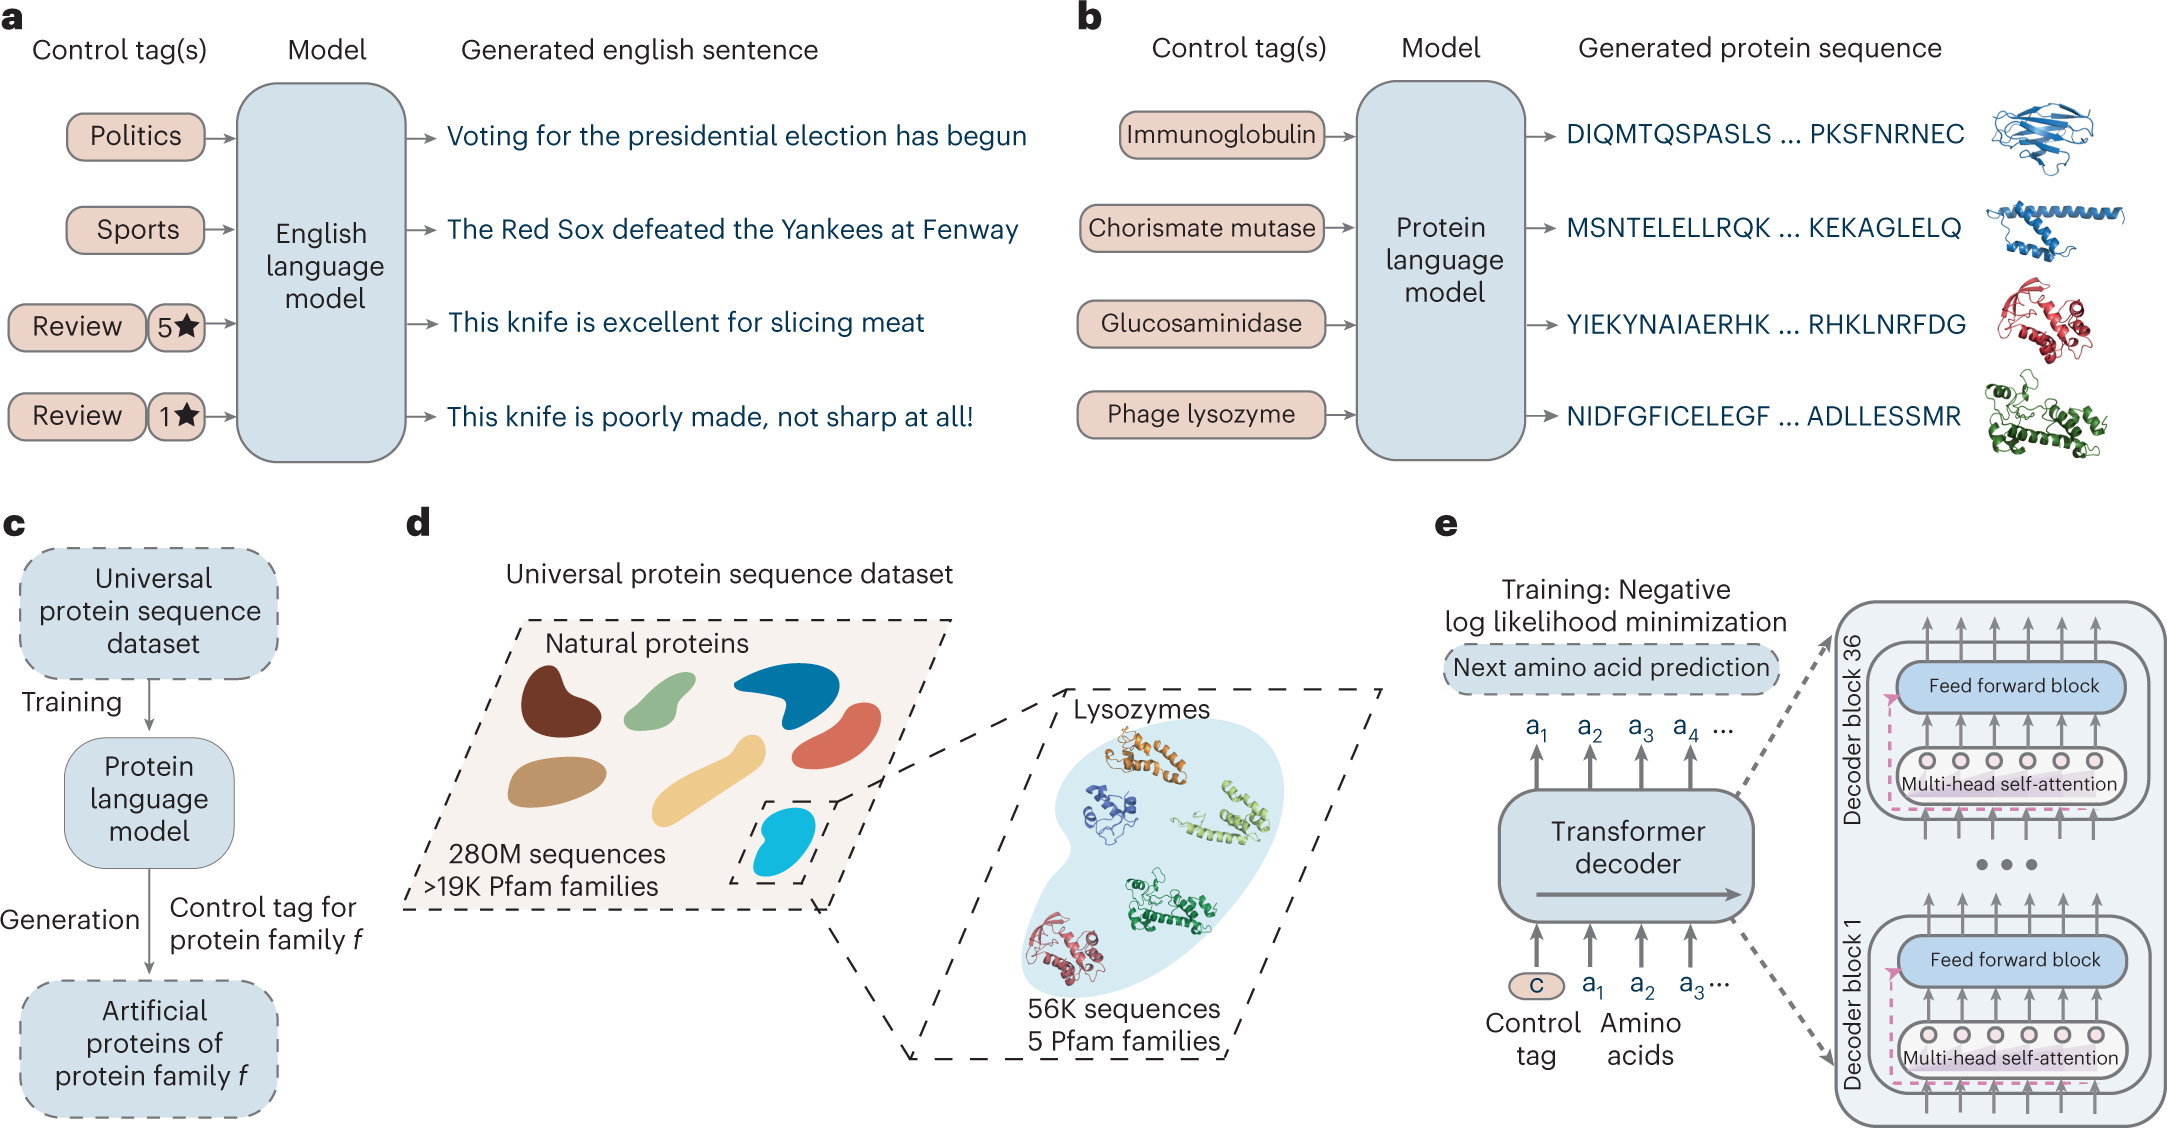 a
Control tag(s) Model Generated english sentence
Politics
Voting for the presidential election has begun
Sports
The Red Sox defeated the Yankees at Fenway
English
language
model
Review 5★
This knife is excellent for slicing meat
Review 1★
This knife is poorly made, not sharp at all!
b
Control tag(s) Model Generated protein sequence
Immunoglobulin
DIQMTQSPASLS ... PKSFNRNEC
Chorismate mutase
MSNTELELLRQK ... KEKAGLELQ
Protein
language
model
Glucosaminidase
YIEKYNAIAERHK ... RHKLNRFDG
Phage lysozyme
NIDFGFICELEGF ... ADLLESSMR
c
Universal
protein sequence
dataset
Training
Protein
language
model
Generation
Control tag for
protein family f
Artificial
proteins of
protein family f
d
Universal protein sequence dataset
Natural proteins
280M sequences
>19K Pfam families
Lysozymes
56K sequences
5 Pfam families
e
Training: Negative
log likelihood minimization
Next amino acid prediction
a1 a2 a3 a4 ...
Transformer
decoder
c a1 a2 a3 ...
Control
tag
Amino
acids
Decoder block 36
Feed forward block
Multi-head self-attention
Decoder block 1
Feed forward block
Multi-head self-attention